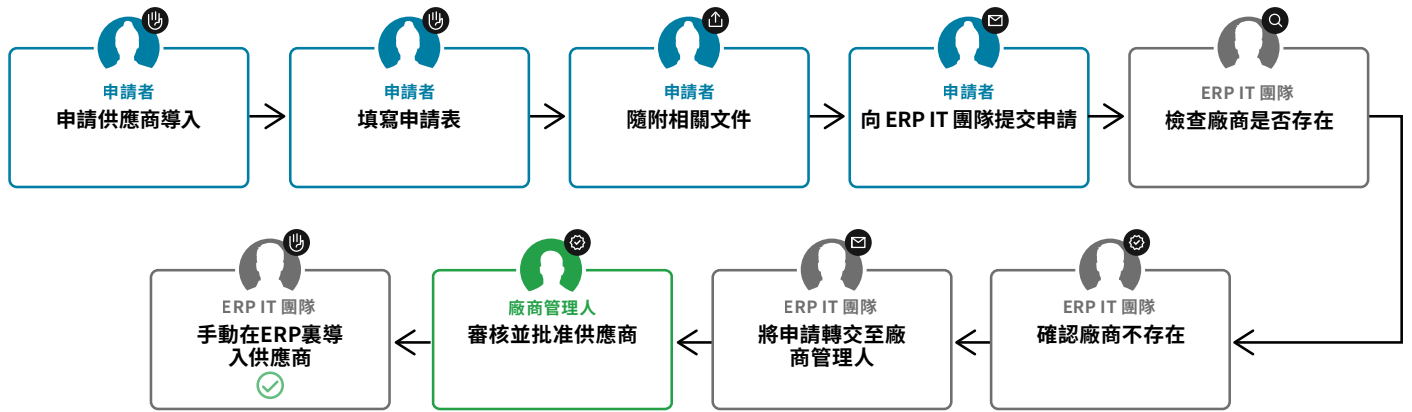 申請者
申請供應商導入
申請者
填寫申請表
申請者
隨附相關文件
申請者
向 ERP IT 團隊提交申請
ERP IT 團隊
檢查廠商是否存在
ERP IT 團隊
確認廠商不存在
ERP IT 團隊
將申請轉交至廠
商管理人
廠商管理人
審核並批准供應商
ERP IT 團隊
手動在ERP裏導
入供應商